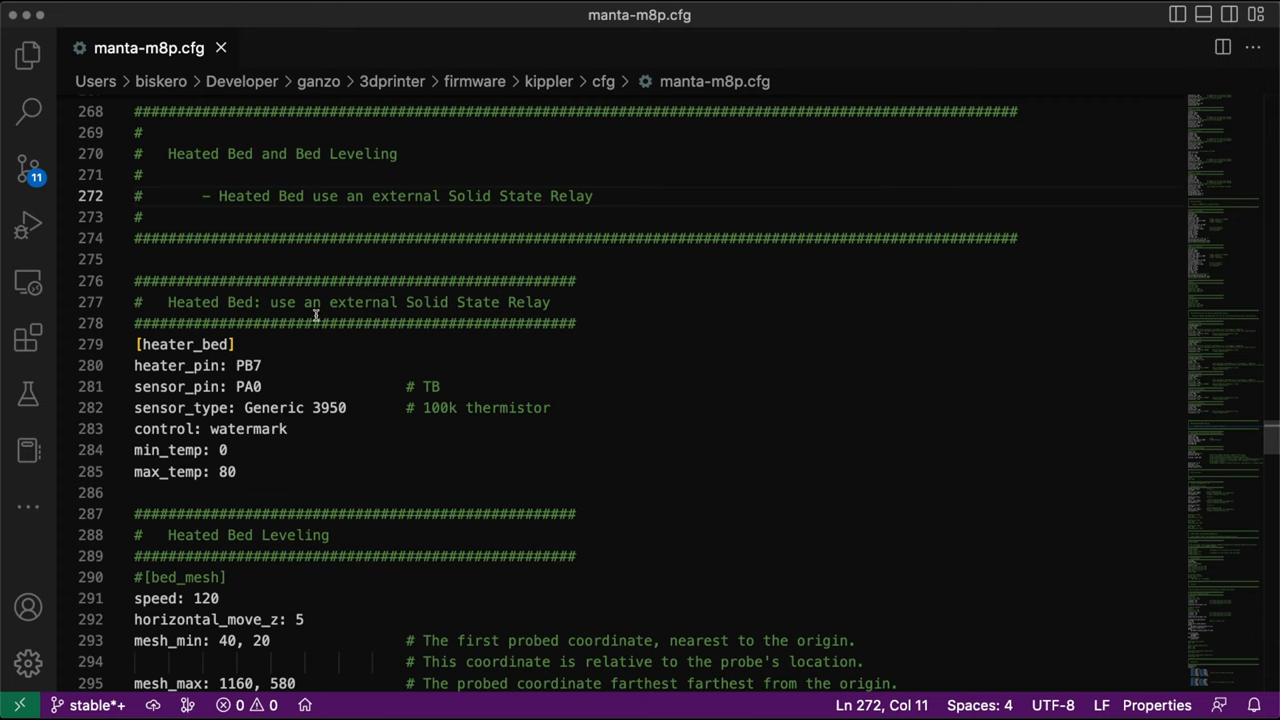 manta-m8p.cfg
manta-m8p.cfg
Users > biskero > Developer > ganzo > 3dprinter > firmware > kippler > cfg > manta-m8p.cfg
268 ########################################################################################################
269 #
270 #   Heated Bed and Bed Leveling
271 #
272 #       - Heated Bed use an external Solid State Relay
273 #
274 ########################################################################################################
275
276 ####################################################
277 #   Heated Bed: use an external Solid State Relay
278 ####################################################
279 [heater_bed]
280 heater_pin: PB7
281 sensor_pin: PA0                 # TB
282 sensor_type: Generic 3950       # 100k thermistor
283 control: watermark
284 min_temp: 0
285 max_temp: 80
286
287 ####################################################
288 #   Heated Bed Leveling
289 ####################################################
290 #[bed_mesh]
291 speed: 120
292 horizontal_move_z: 5
293 mesh_min: 40, 20                # The first probed coordinate, nearest to the origin.
294                                 # This coordinate is relative to the probe's location.
295 mesh_max: 1160, 580             # The probed coordinate farthest farthest from the origin.
11
stable*+
0
0
Ln 272, Col 11
Spaces: 4
UTF-8
LF
Properties